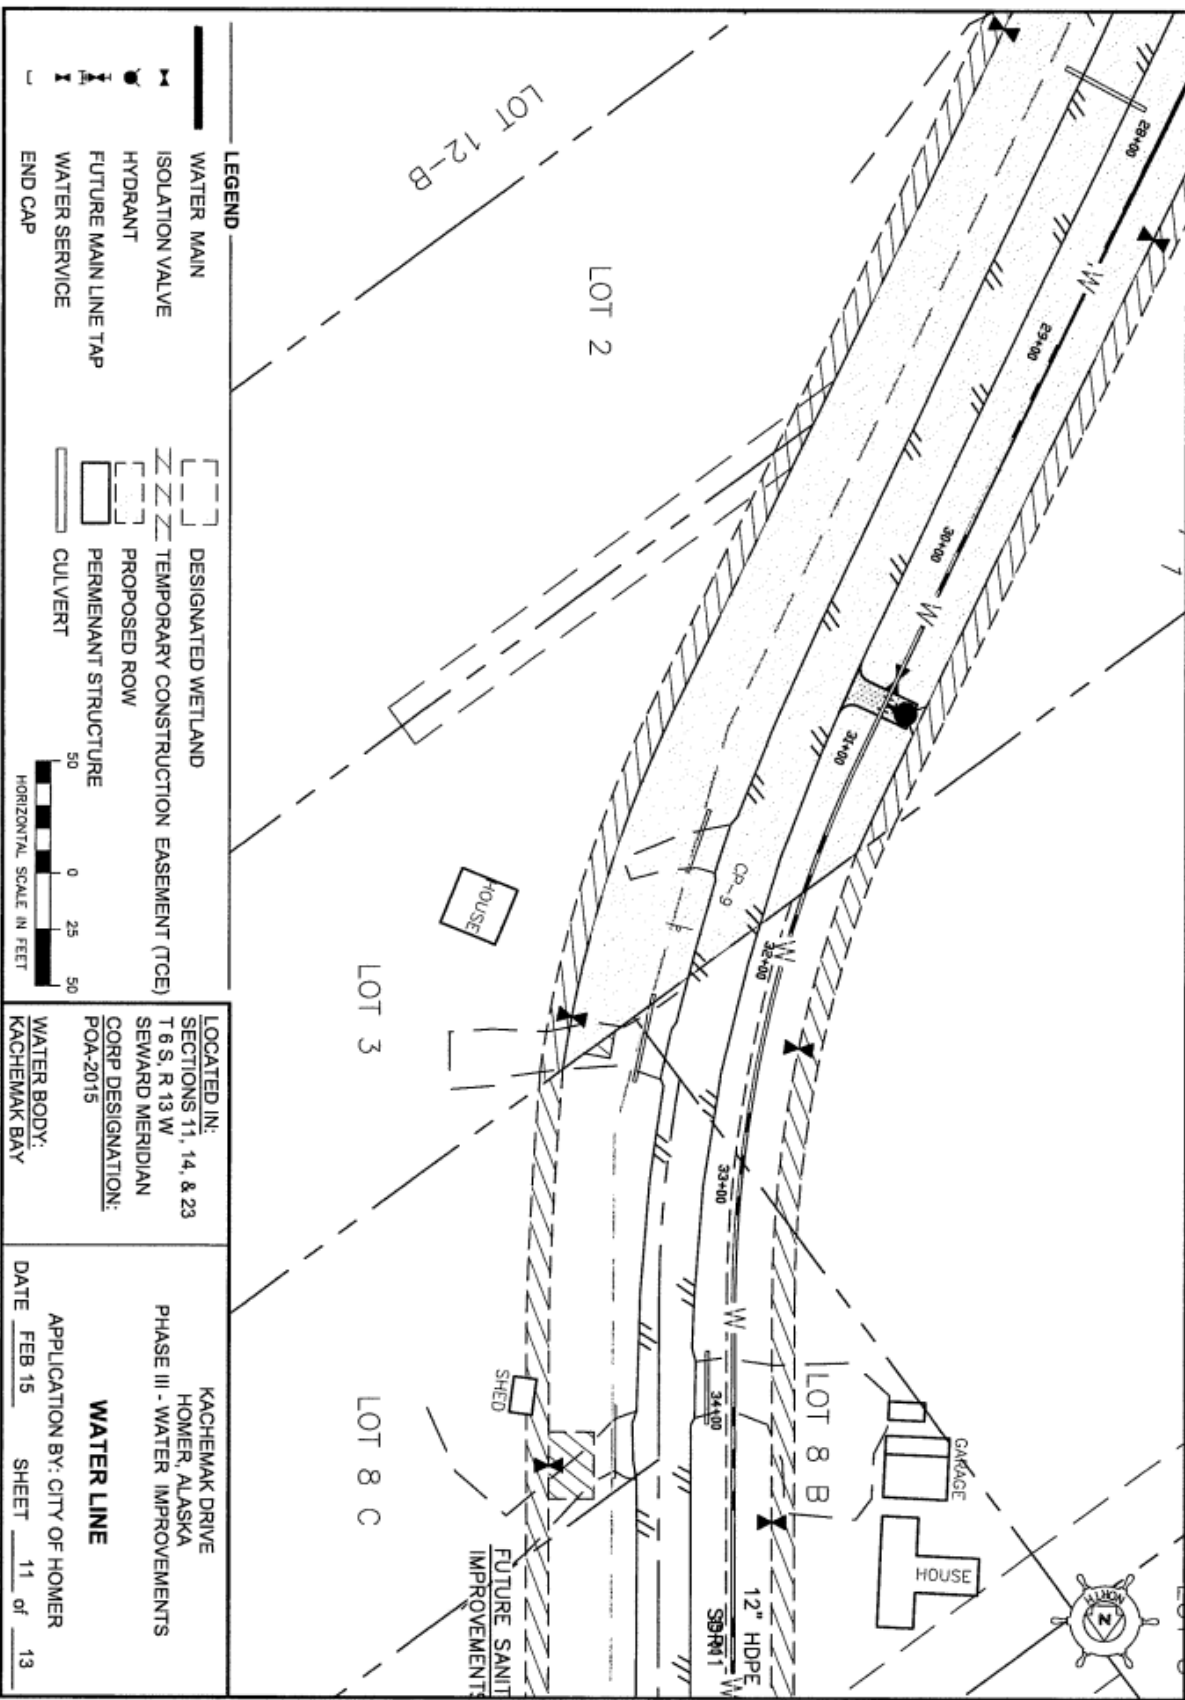 LOT 12-B
LOT 2
28+00
W
29+00
30+00
W
31+00
7
CP-9
32+00
W
HOUSE
LOT 3
33+00
W
34+00
LOT 8 B
GARAGE
HOUSE
SHED
LOT 8 C
12" HDPE
W
FUTURE SANIT
IMPROVEMENTS
NORTH
N
LEGEND
WATER MAIN
ISOLATION VALVE
HYDRANT
FUTURE MAIN LINE TAP
WATER SERVICE
END CAP
DESIGNATED WETLAND
TEMPORARY CONSTRUCTION EASEMENT (TCE)
PROPOSED ROW
PERMENANT STRUCTURE
CULVERT
50 0 25 50
HORIZONTAL SCALE IN FEET
LOCATED IN:
SECTIONS 11, 14, & 23
T 6 S, R 13 W
SEWARD MERIDIAN
CORP DESIGNATION:
POA-2015
WATER BODY:
KACHEMAK BAY
KACHEMAK DRIVE
HOMER, ALASKA
PHASE III - WATER IMPROVEMENTS
WATER LINE
APPLICATION BY: CITY OF HOMER
DATE FEB 15 SHEET 11 of 13